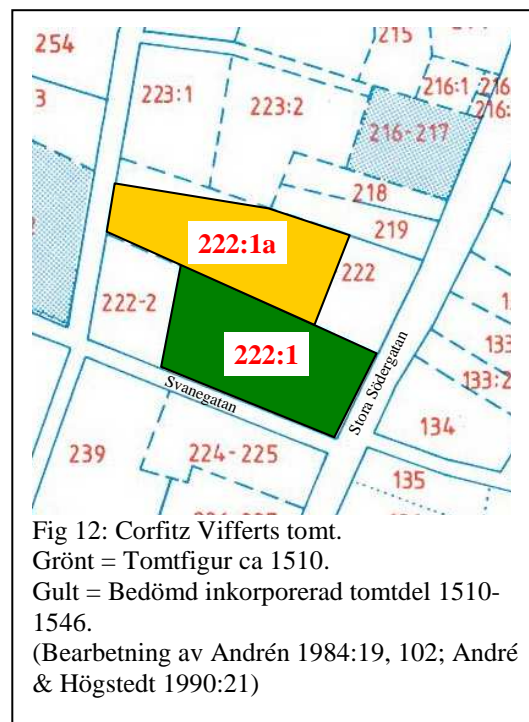 215
254
216:1
216
216:
3
223:1
223:2
216-217
218
219
222:1a
222
222-2
222:1
133
133:2
Svanegatan
Stora Södergatan
134
239
224-225
135
Fig 12: Corfitz Vifferts tomt.
Grönt = Tomtfigur ca 1510.
Gult = Bedömd inkorporerad tomtdel 1510-
1546.
(Bearbetning av Andrén 1984:19, 102; André
& Högstedt 1990:21)